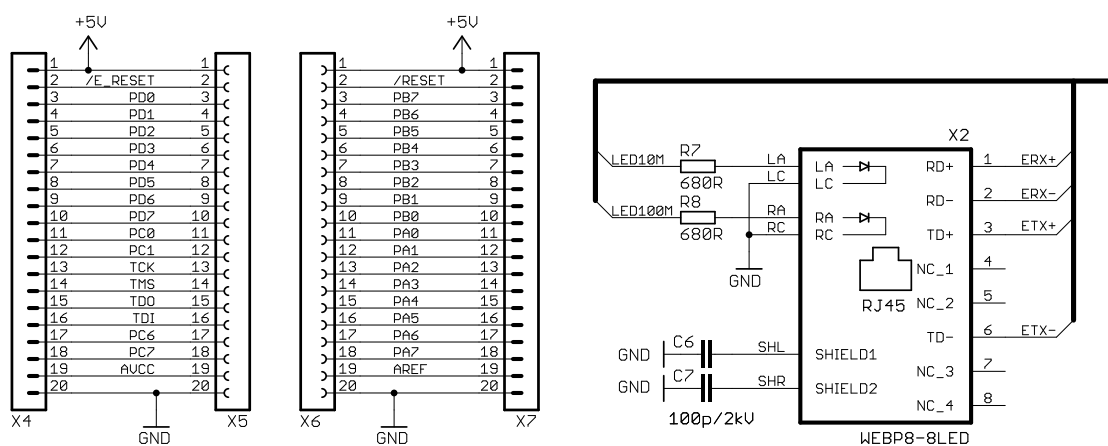 +5V
+5V
1 1
2 /E_RESET 2
3 PD0 3
4 PD1 4
5 PD2 5
6 PD3 6
7 PD4 7
8 PD5 8
9 PD6 9
10 PD7 10
11 PC0 11
12 PC1 12
13 TCK 13
14 TMS 14
15 TDO 15
16 TDI 16
17 PC6 17
18 PC7 18
19 AVCC 19
20 20
X4 X5
GND
1 1
2 /RESET 2
3 PB7 3
4 PB6 4
5 PB5 5
6 PB4 6
7 PB3 7
8 PB2 8
9 PB1 9
10 PB0 10
11 PA0 11
12 PA1 12
13 PA2 13
14 PA3 14
15 PA4 15
16 PA5 16
17 PA6 17
18 PA7 18
19 AREF 19
20 20
X6 X7
GND
X2
LED10M R7 LA LA RD+ 1 ERX+
680R LC LC
RD- 2 ERX-
LED100M R8 RA RA
680R RC RC TD+ 3 ETX+
GND
NC_1 4
RJ45
NC_2 5
TD- 6 ETX-
GND C6 SHL SHIELD1
NC_3 7
GND C7 SHR SHIELD2
NC_4 8
100p/2kV
WEBP8-8LED